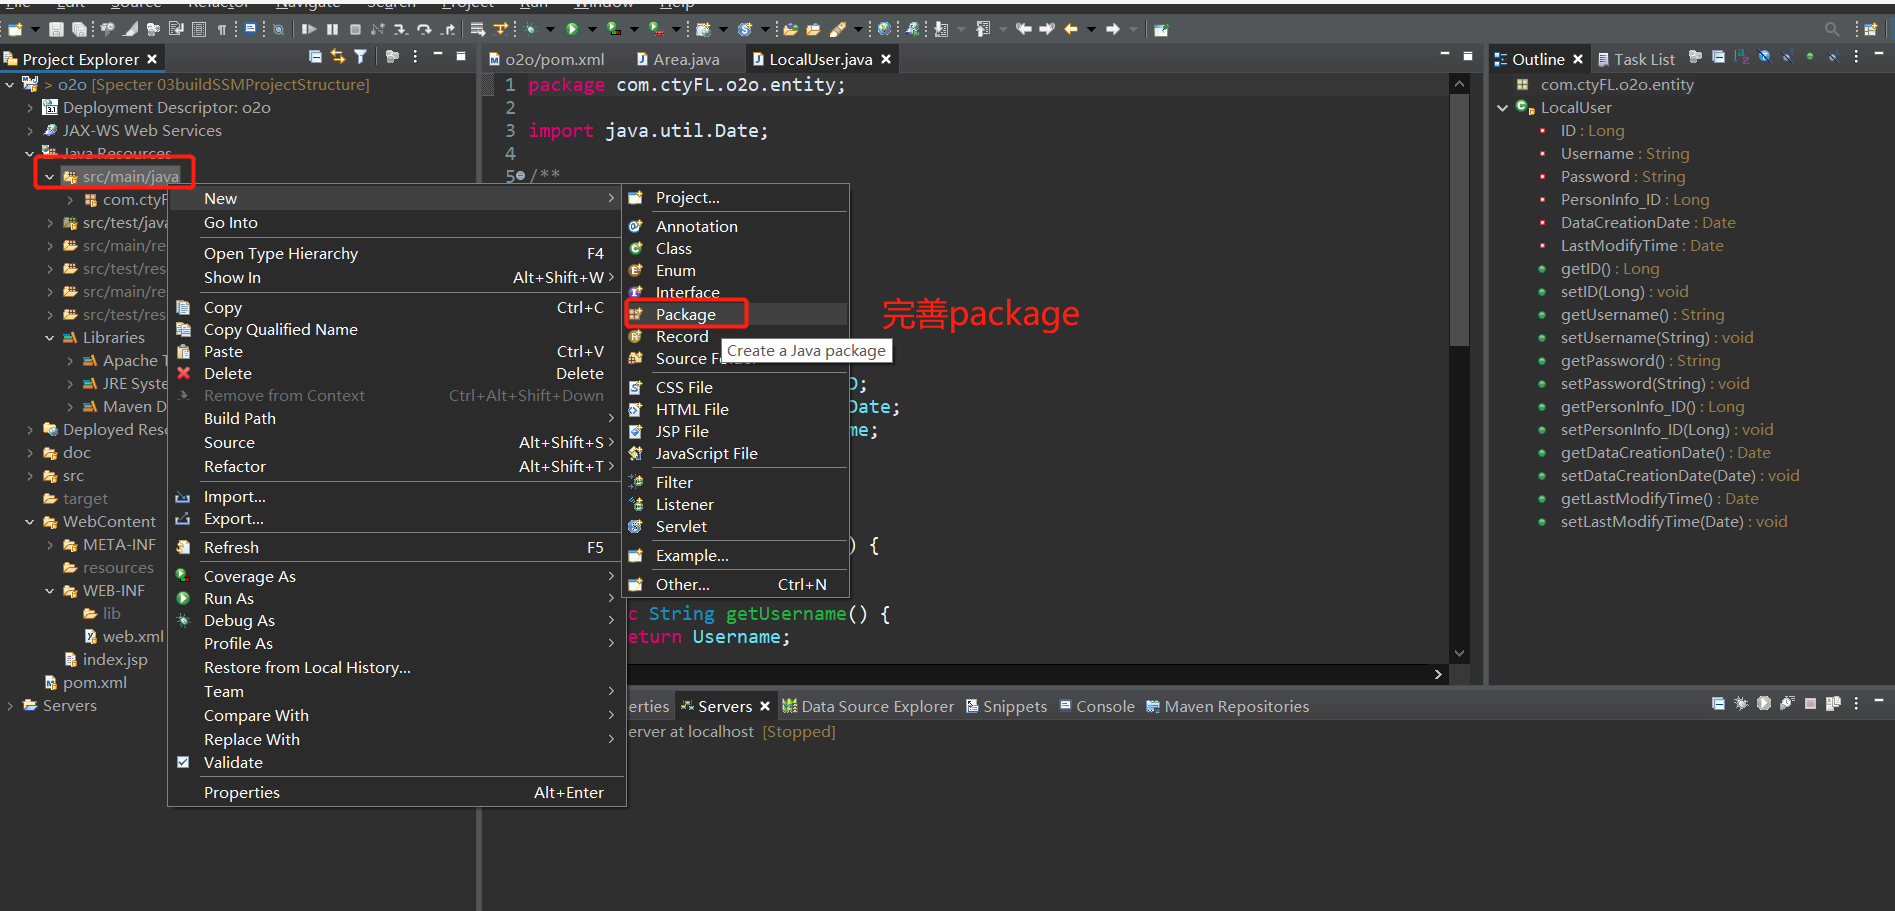 Project Explorer
o2o/pom.xml
Area.java
LocalUser.java
Outline
Task List
> o2o [Specter 03buildSSMProjectStructure]
Deployment Descriptor: o2o
JAX-WS Web Services
Java Resources
src/main/java
com.ctyF
src/test/java
src/main/re
src/test/res
src/main/re
src/test/res
Libraries
Apache T
JRE Syste
Maven D
Deployed Res
doc
src
target
WebContent
META-INF
resources
WEB-INF
lib
web.xml
index.jsp
pom.xml
Servers
New
Go Into
Open Type Hierarchy F4
Show In Alt+Shift+W
Copy Ctrl+C
Copy Qualified Name
Paste Ctrl+V
Delete Delete
Remove from Context Ctrl+Alt+Shift+Down
Build Path
Source Alt+Shift+S
Refactor Alt+Shift+T
Import...
Export...
Refresh F5
Coverage As
Run As
Debug As
Profile As
Restore from Local History...
Team
Compare With
Replace With
Validate
Properties Alt+Enter
Project...
Annotation
Class
Enum
Interface
Package
Record
Source
Create a Java package
CSS File
HTML File
JSP File
JavaScript File
Filter
Listener
Servlet
Example...
Other... Ctrl+N
完善package
1 package com.ctyFL.o2o.entity;
2
3 import java.util.Date;
4
5 /**
D;
Date;
me;
) {
c String getUsername() {
eturn Username;
com.ctyFL.o2o.entity
LocalUser
ID : Long
Username : String
Password : String
PersonInfo_ID : Long
DataCreationDate : Date
LastModifyTime : Date
getID() : Long
setID(Long) : void
getUsername() : String
setUsername(String) : void
getPassword() : String
setPassword(String) : void
getPersonInfo_ID() : Long
setPersonInfo_ID(Long) : void
getDataCreationDate() : Date
setDataCreationDate(Date) : void
getLastModifyTime() : Date
setLastModifyTime(Date) : void
erties
Servers
Data Source Explorer
Snippets
Console
Maven Repositories
erver at localhost [Stopped]